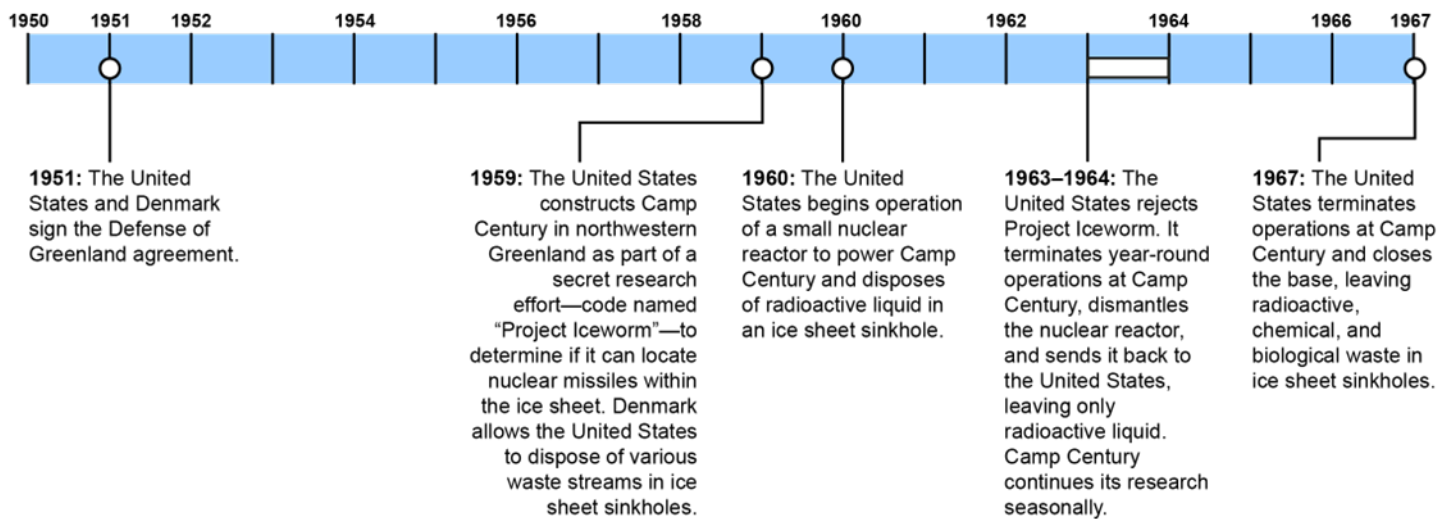 1950 1951 1952 1954 1956 1958 1960 1962 1964 1966 1967
1951: The United
States and Denmark
sign the Defense of
Greenland agreement.
1959: The United States
constructs Camp
Century in northwestern
Greenland as part of a
secret research
effort—code named
“Project Iceworm”—to
determine if it can locate
nuclear missiles within
the ice sheet. Denmark
allows the United States
to dispose of various
waste streams in ice
sheet sinkholes.
1960: The United
States begins operation
of a small nuclear
reactor to power Camp
Century and disposes
of radioactive liquid in
an ice sheet sinkhole.
1963–1964: The
United States rejects
Project Iceworm. It
terminates year-round
operations at Camp
Century, dismantles
the nuclear reactor,
and sends it back to
the United States,
leaving only
radioactive liquid.
Camp Century
continues its research
seasonally.
1967: The United
States terminates
operations at Camp
Century and closes
the base, leaving
radioactive,
chemical, and
biological waste in
ice sheet sinkholes.